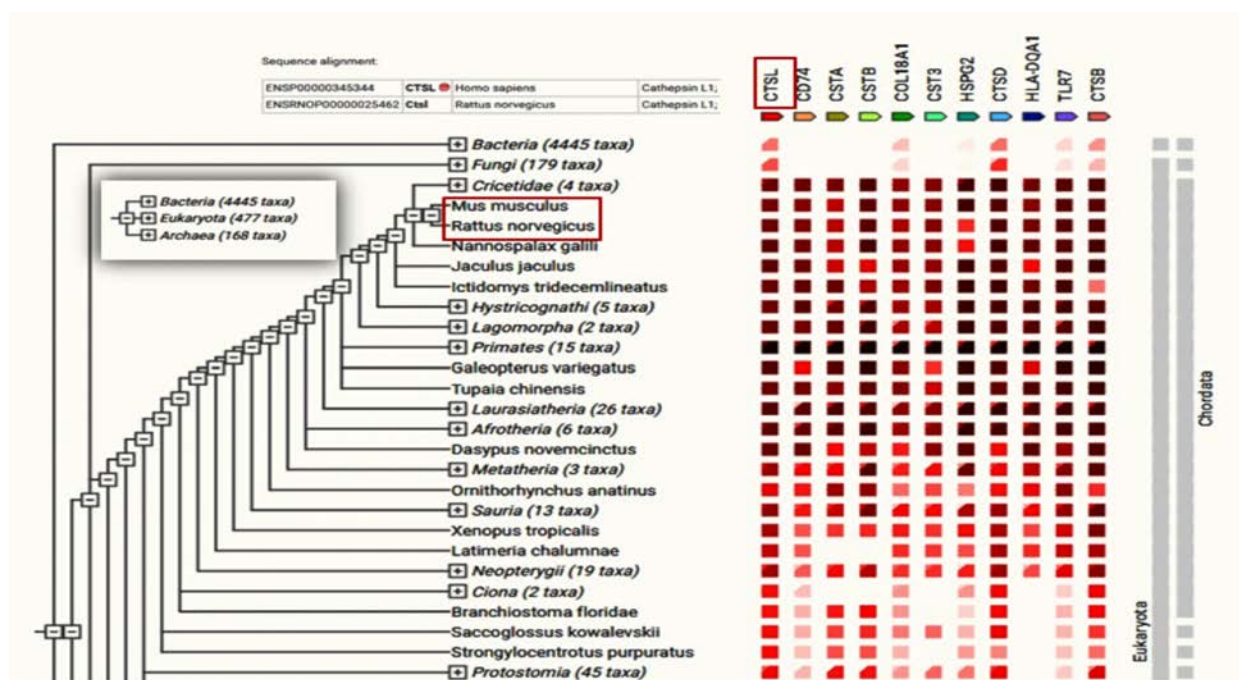 Sequence alignment:
ENSP00000345344 CTSL Homo sapiens Cathepsin L1;
ENSRNOP00000025462 Ctsl Rattus norvegicus Cathepsin L1;
CTSL
CD74
CSTA
CSTB
COL18A1
CST3
HSPG2
CTSD
HLA-DQA1
TLR7
CTSB
Bacteria (4445 taxa)
Fungi (179 taxa)
Cricetidae (4 taxa)
Mus musculus
Rattus norvegicus
Nannospalax galili
Jaculus jaculus
Ictidomys tridecemlineatus
Hystricognathi (5 taxa)
Lagomorpha (2 taxa)
Primates (15 taxa)
Galeopterus variegatus
Tupaia chinensis
Laurasiatheria (26 taxa)
Afrotheria (6 taxa)
Dasypus novemcinctus
Metatheria (3 taxa)
Ornithorhynchus anatinus
Sauria (13 taxa)
Xenopus tropicalis
Latimeria chalumnae
Neopterygii (19 taxa)
Ciona (2 taxa)
Branchiostoma floridae
Saccoglossus kowalevskii
Strongylocentrotus purpuratus
Protostomia (45 taxa)
Bacteria (4445 taxa)
Eukaryota (477 taxa)
Archaea (168 taxa)
Eukaryota
Chordata